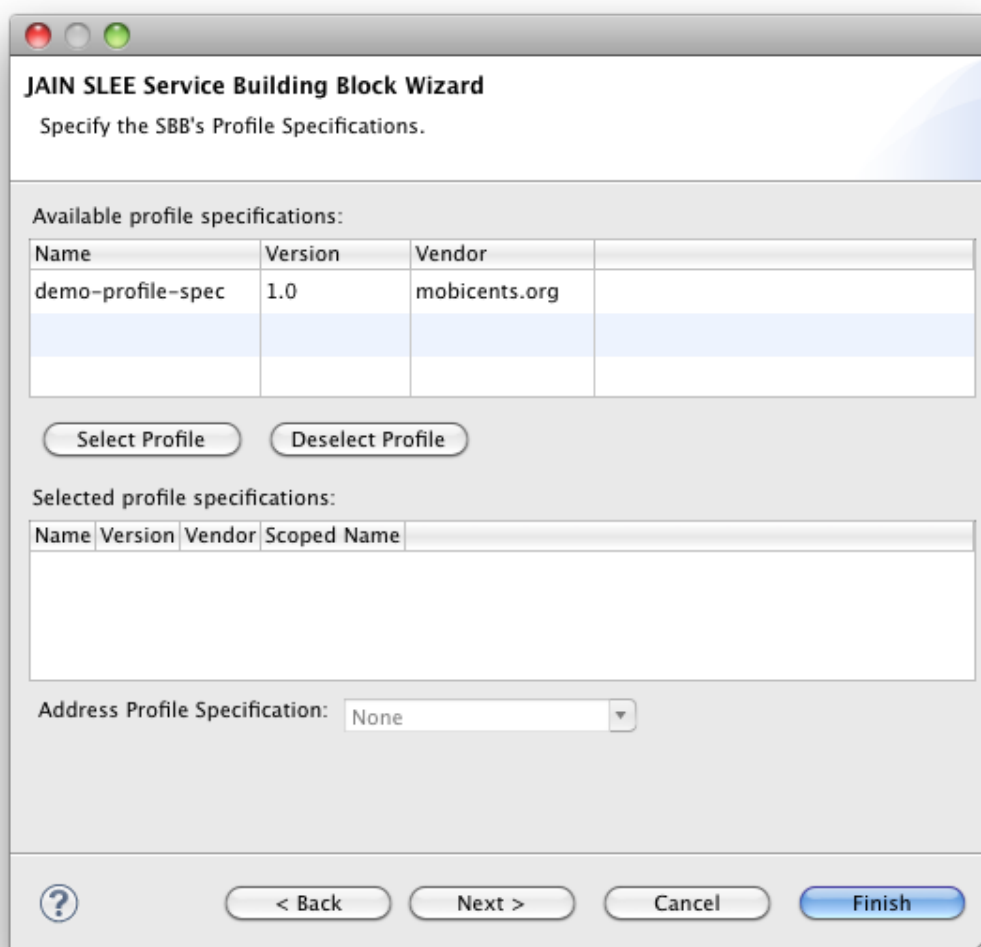 JAIN SLEE Service Building Block Wizard
Specify the SBB's Profile Specifications.
Available profile specifications:
Name Version Vendor
demo-profile-spec 1.0 mobicents.org
Select Profile Deselect Profile
Selected profile specifications:
Name Version Vendor Scoped Name
Address Profile Specification: None
? < Back Next > Cancel Finish